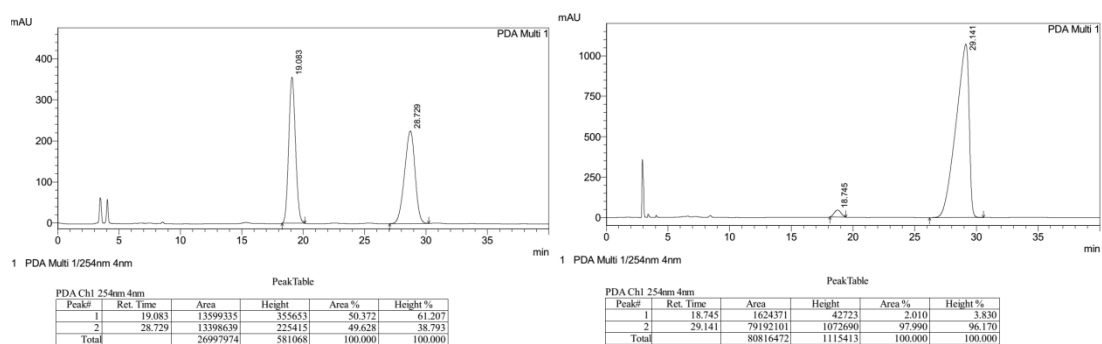 mAU
PDA Multi 1
400
300
200
100
0
19.083
28.729
0 5 10 15 20 25 30 35
min
1 PDA Multi 1/254nm 4nm
PeakTable
PDA Ch1 254nm 4nm
Peak# Ret. Time Area Height Area % Height %
1 19.083 13599335 355653 50.372 61.207
2 28.729 13398639 225415 49.628 38.793
Total 26997974 581068 100.000 100.000
mAU
PDA Multi 1
1000
750
500
250
0
18.745
29.141
0 5 10 15 20 25 30 35
min
1 PDA Multi 1/254nm 4nm
PeakTable
PDA Ch1 254nm 4nm
Peak# Ret. Time Area Height Area % Height %
1 18.745 1624371 42723 2.010 3.830
2 29.141 79192101 1072690 97.990 96.170
Total 80816472 1115413 100.000 100.000